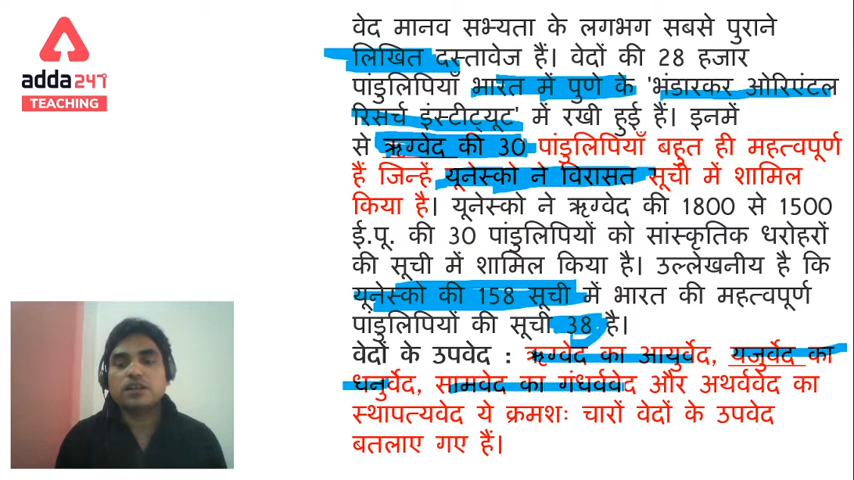 adda247
TEACHING
वेद मानव सभ्यता के लगभग सबसे पुराने
लिखित दस्तावेज हैं। वेदों की 28 हजार
पांडुलिपियाँ भारत में पुणे के 'भंडारकर ओरिएंटल
रिसर्च इंस्टीट्यूट' में रखी हुई हैं। इनमें
से ऋग्वेद की 30 पांडुलिपियाँ बहुत ही महत्वपूर्ण
हैं जिन्हें यूनेस्को ने विरासत सूची में शामिल
किया है। यूनेस्को ने ऋग्वेद की 1800 से 1500
ई.पू. की 30 पांडुलिपियों को सांस्कृतिक धरोहरों
की सूची में शामिल किया है। उल्लेखनीय है कि
यूनेस्को की 158 सूची में भारत की महत्वपूर्ण
पांडुलिपियों की सूची 38 है।
वेदों के उपवेद : ऋग्वेद का आयुर्वेद, यजुर्वेद का
धनुर्वेद, सामवेद का गंधर्ववेद और अथर्ववेद का
स्थापत्यवेद ये क्रमशः चारों वेदों के उपवेद
बतलाए गए हैं।